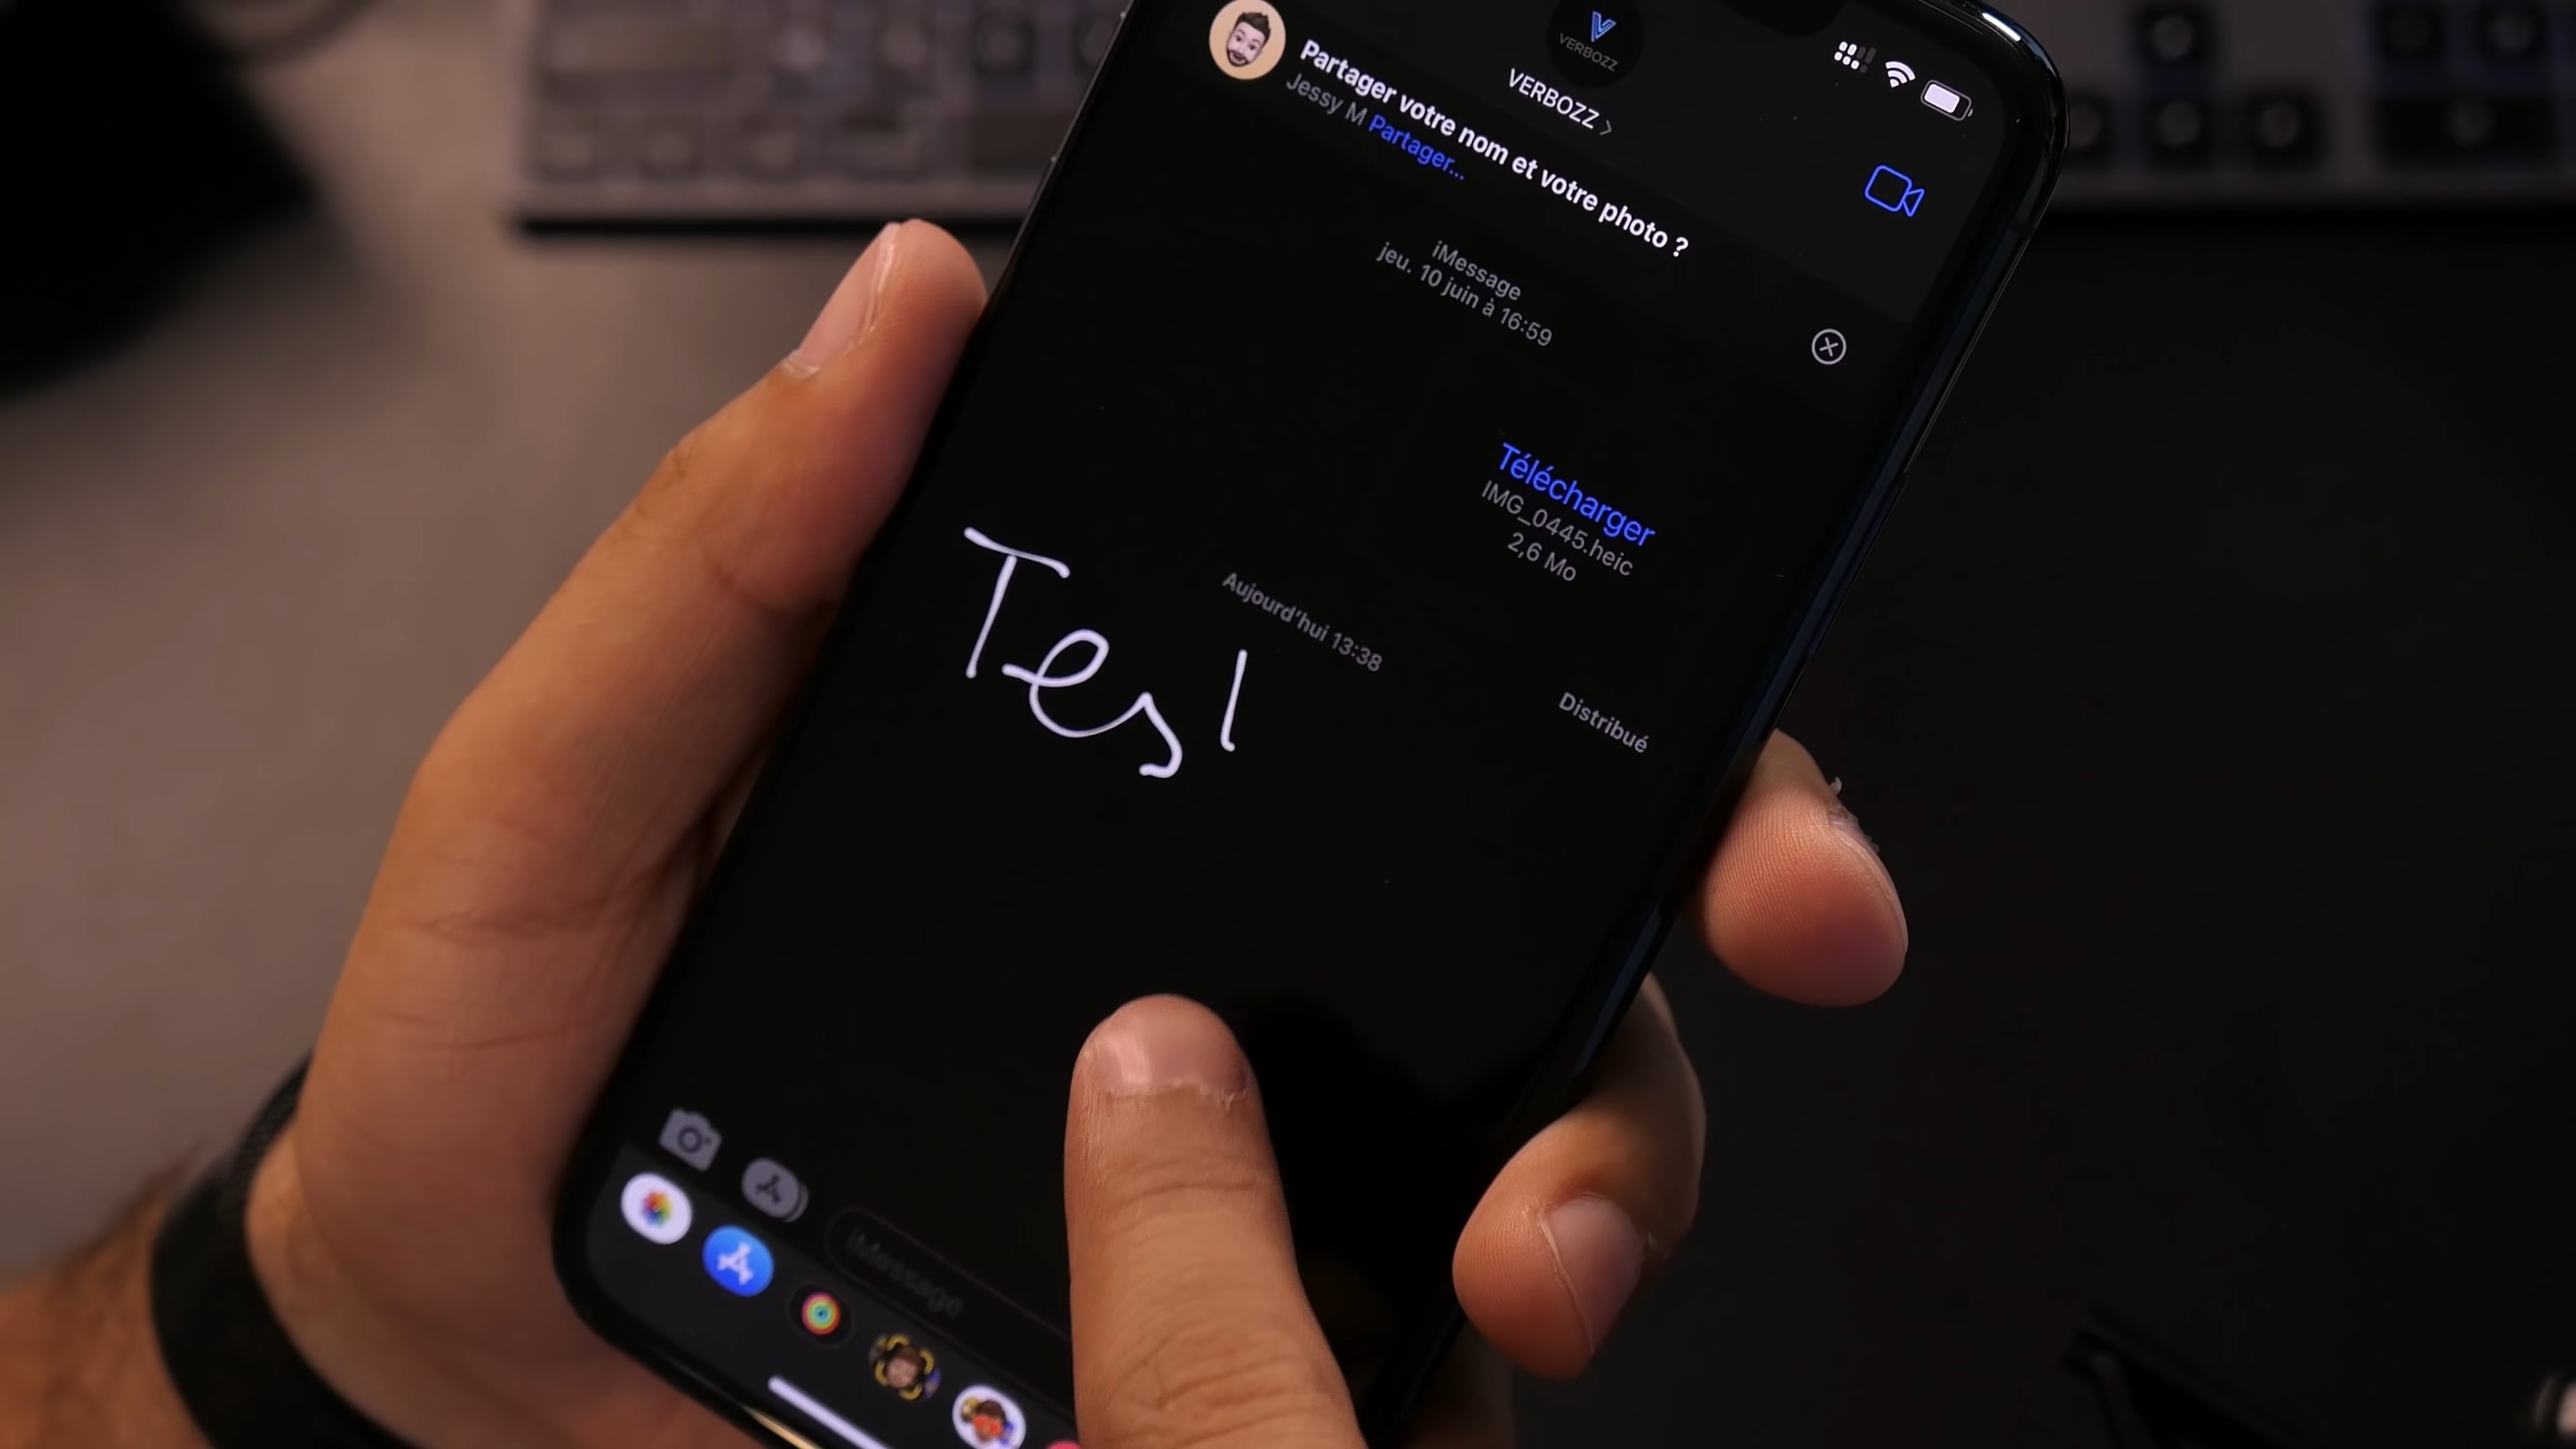 VERBOZZ
VERBOZZ
Partager votre nom et votre photo ?
Jessy M Partager...
iMessage
jeu. 10 juin à 16:59
Télécharger
IMG_0445.heic
2,6 Mo
Aujourd'hui 13:38
Tesl
Distribué
iMessage